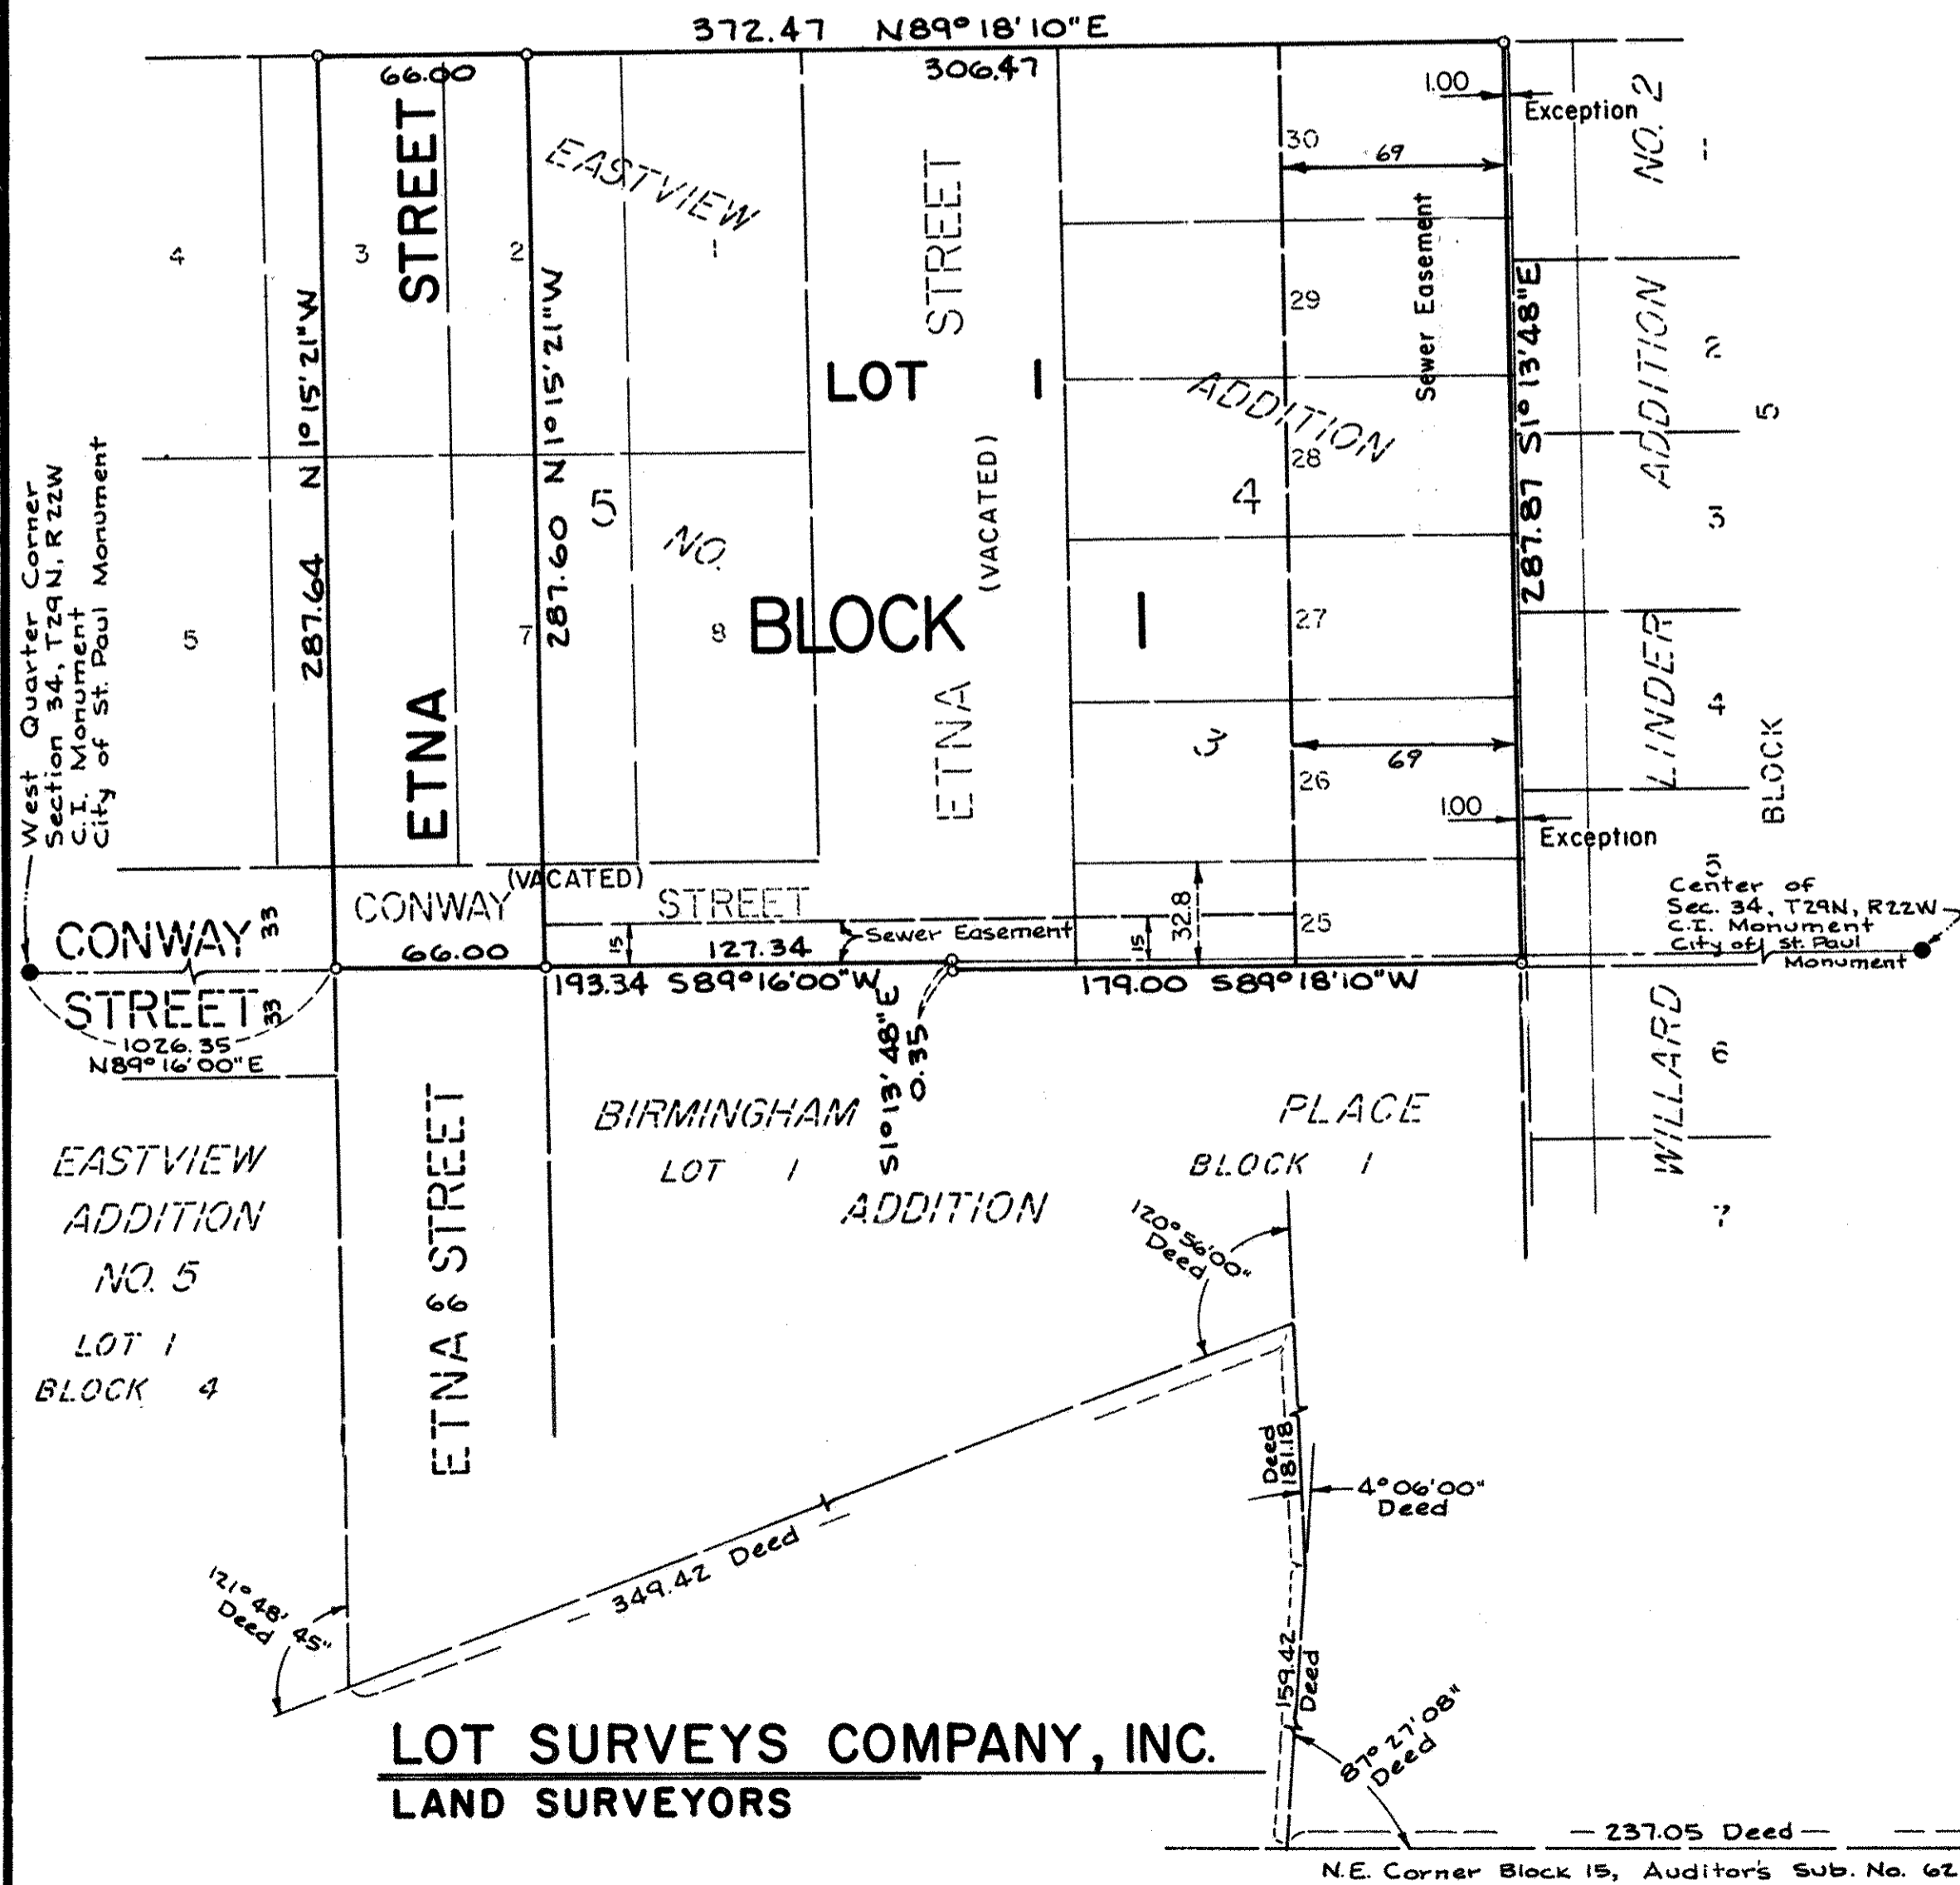 372.47 N89°18'10"E
66.00
306.47
1.00
Exception
NO. 2
1
STREET
EASTVIEW
1
STREET
30
69
Sewer Easement
4
3
2
N1°15'21"W
N1°15'21"W
29
S1°13'48"E
ADDITION
2
LOT 1
ADDITION
5
28
(VACATED)
4
5
NO.
3
287.64
287.60
287.87
West Quarter Corner
Section 34, T29N, R22W
C.I. Monument
City of St. Paul Monument
5
7
8
BLOCK 1
27
LINDER
4
ETNA
ETNA
3
69
26
BLOCK
1.00
Exception
5
(VACATED)
CONWAY STREET
32.8
25
Center of
Sec. 34, T29N, R22W
C.I. Monument
City of St. Paul
Monument
CONWAY 33
66.00
15
127.34
Sewer Easement
15
193.34 S89°16'00"W
179.00 S89°18'10"W
STREET 33
1026.35
N89°16'00"E
S1°13'48"E
0.35
WILLARD
6
BIRMINGHAM
PLACE
LOT 1
BLOCK 1
ADDITION
7
EASTVIEW
ADDITION
NO. 5
LOT 1
BLOCK 4
ETNA 66 STREET
120°56'00"
Deed
Deed
181.18
4°06'00"
Deed
349.42 Deed
121°48'45"
Deed
159.42
Deed
87°27'08"
Deed
LOT SURVEYS COMPANY, INC.
LAND SURVEYORS
237.05 Deed
N.E. Corner Block 15, Auditor's Sub. No. 62